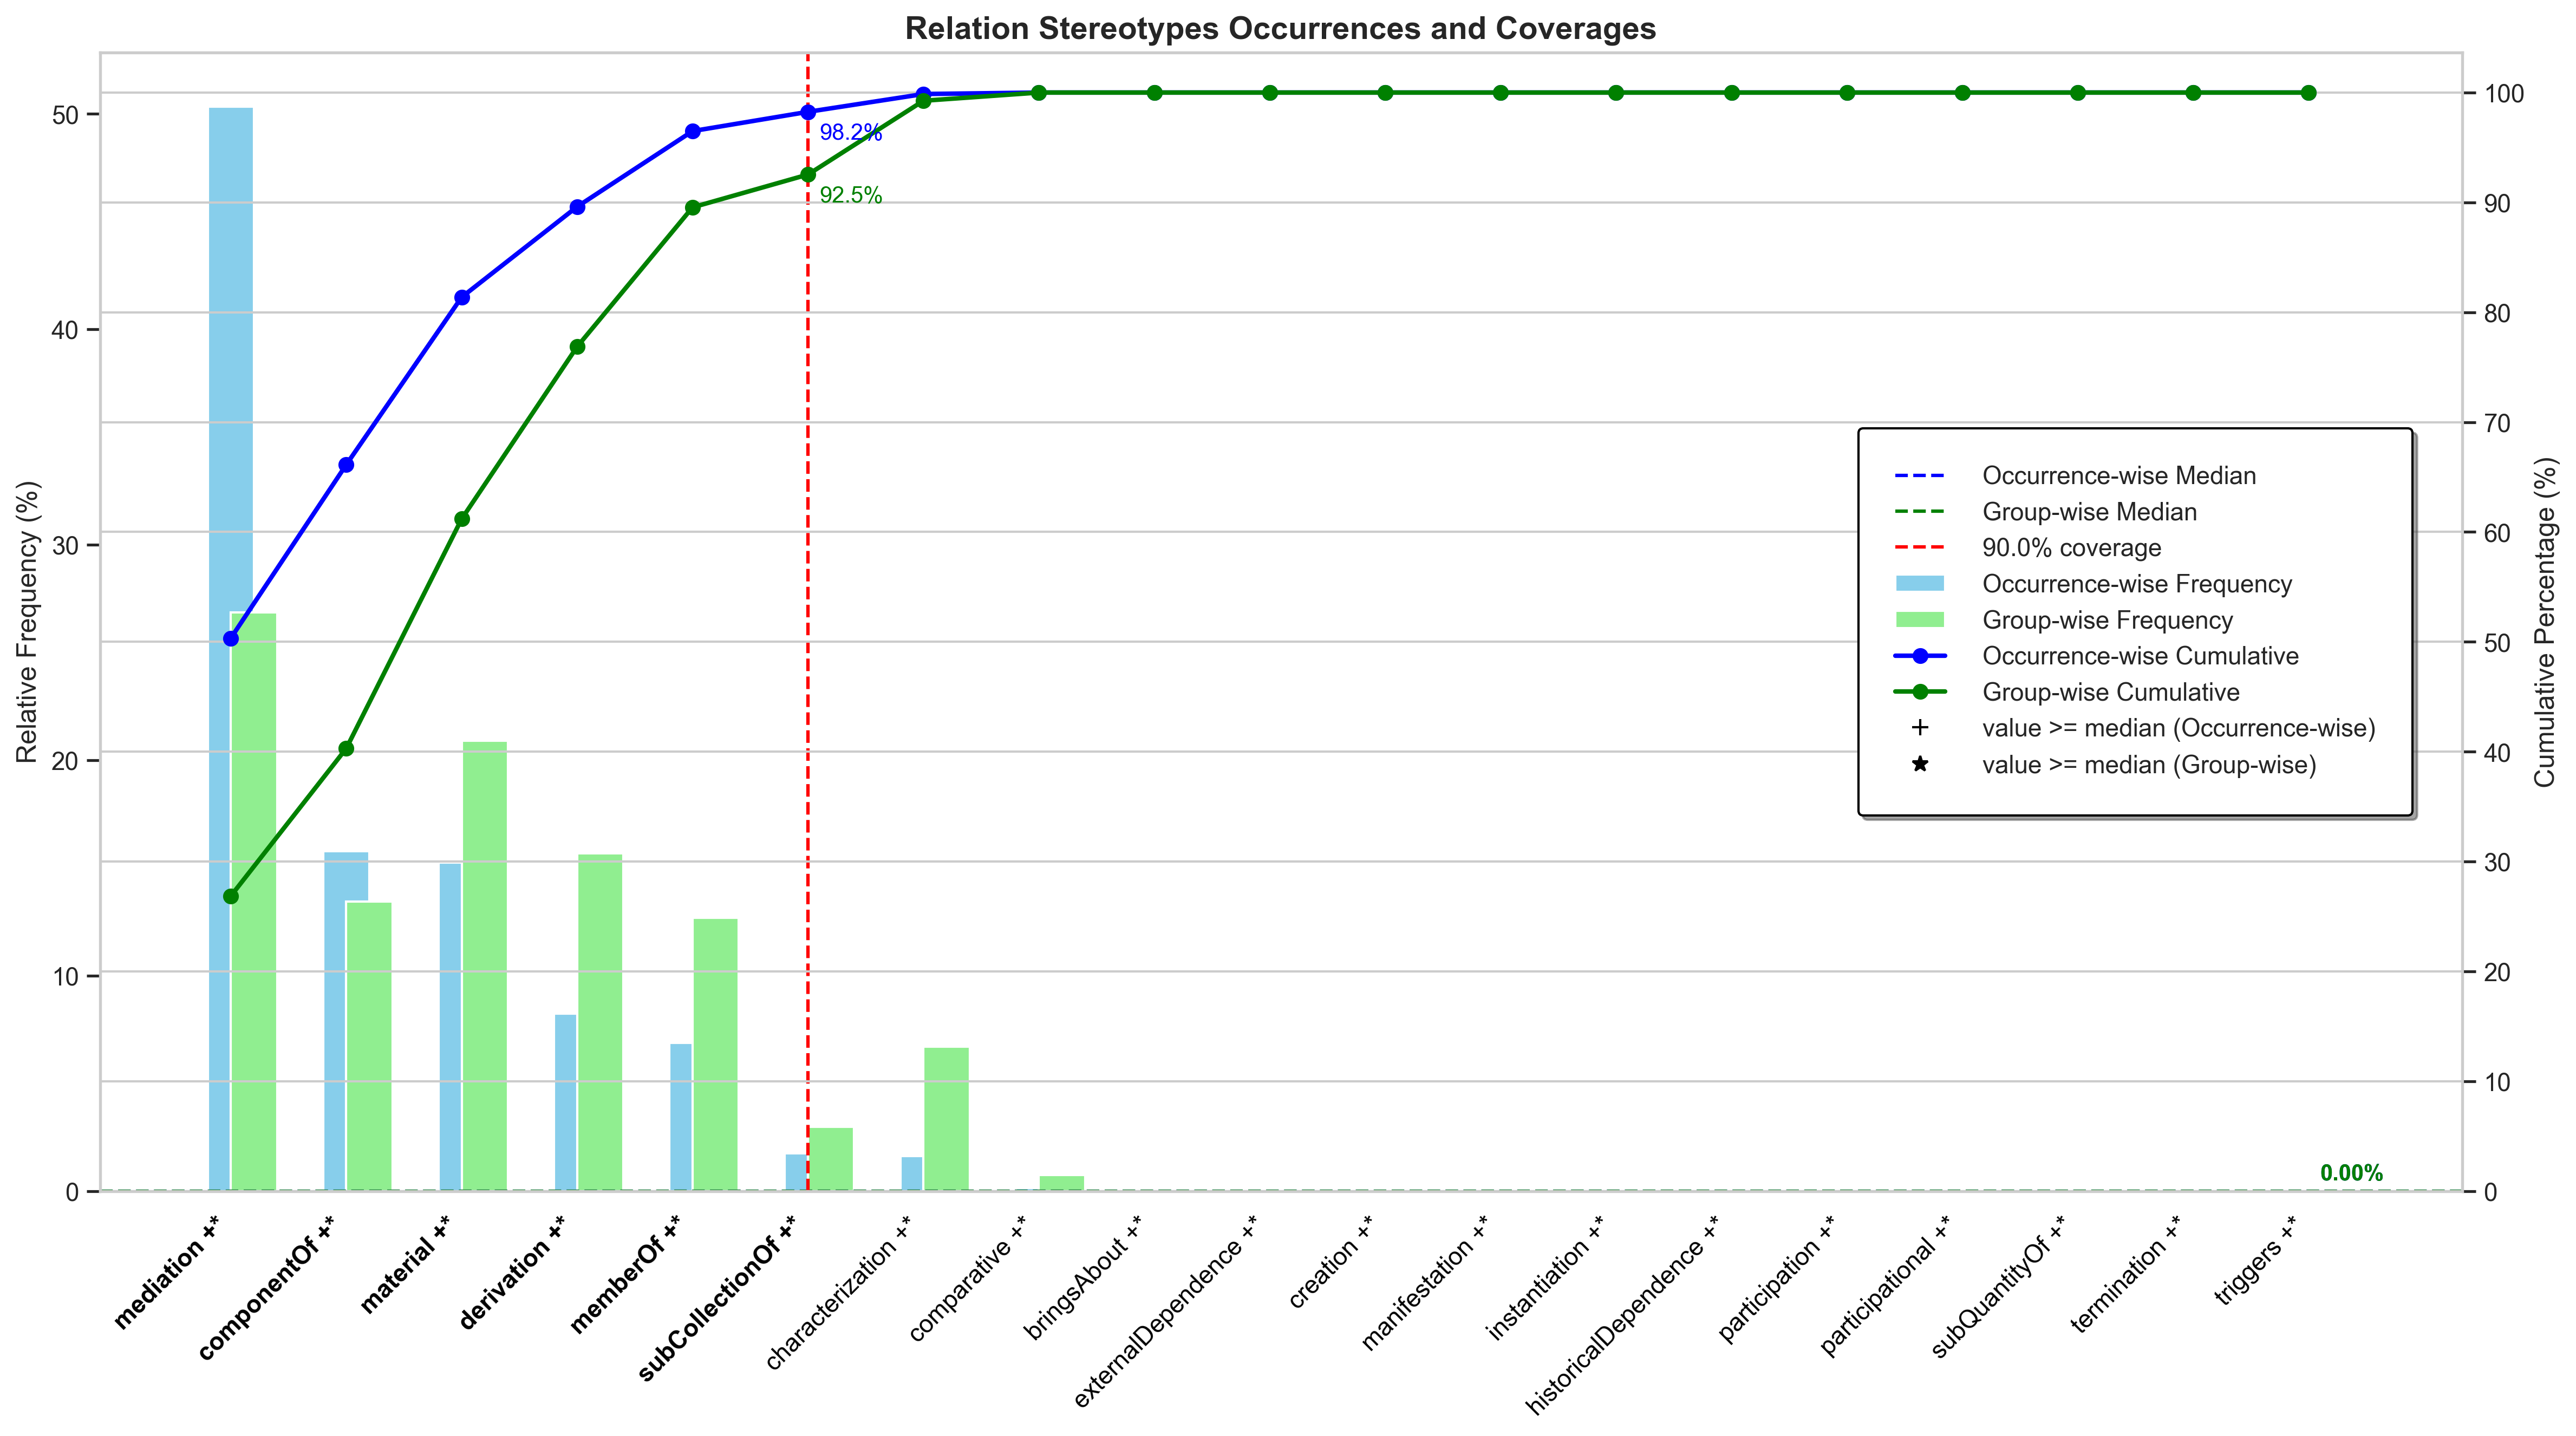 Relation Stereotypes Occurrences and Coverages
Relative Frequency (%)
50
40
30
20
10
0
98.2%
92.5%
0.00%
100
90
80
70
60
50
40
30
20
10
0
Cumulative Percentage (%)
Occurrence-wise Median
Group-wise Median
90.0% coverage
Occurrence-wise Frequency
Group-wise Frequency
Occurrence-wise Cumulative
Group-wise Cumulative
value >= median (Occurrence-wise)
value >= median (Group-wise)
mediation +*
componentOf +*
material +*
derivation +*
memberOf +*
subCollectionOf +*
characterization +*
comparative +*
bringsAbout +*
externalDependence +*
creation +*
manifestation +*
instantiation +*
historicalDependence +*
participation +*
participational +*
subQuantityOf +*
termination +*
triggers +*